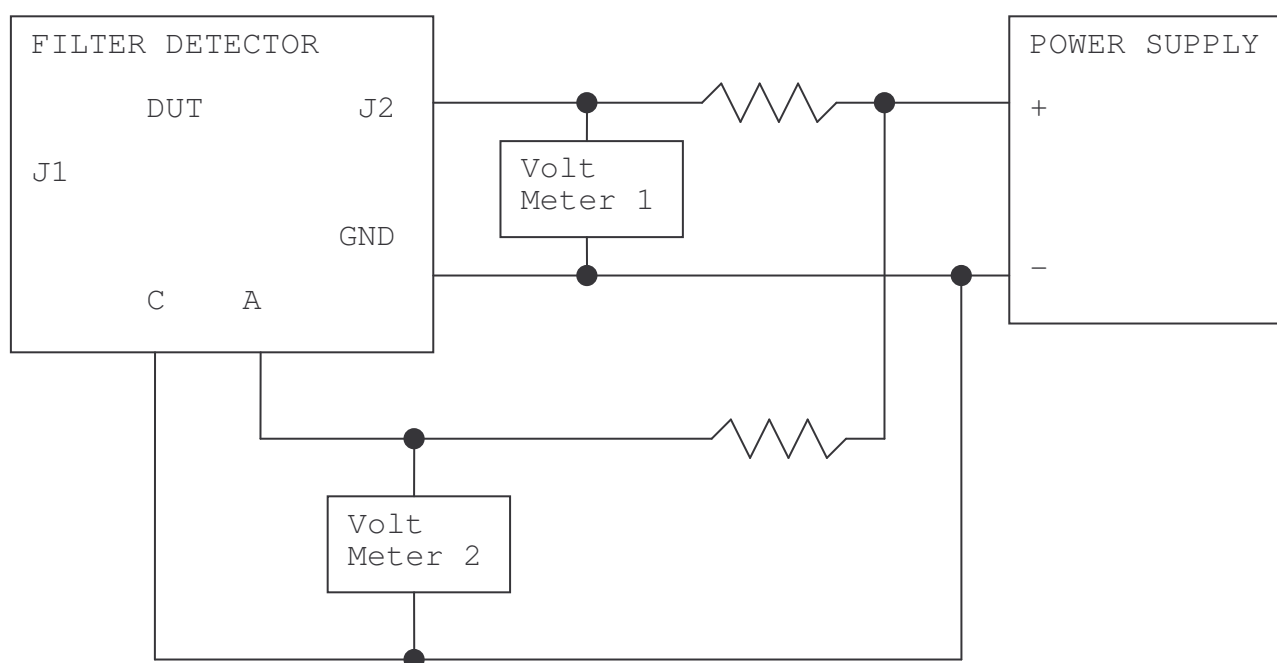 FILTER DETECTOR
POWER SUPPLY
DUT
J2
+
J1
Volt
Meter 1
GND
−
C
A
Volt
Meter 2